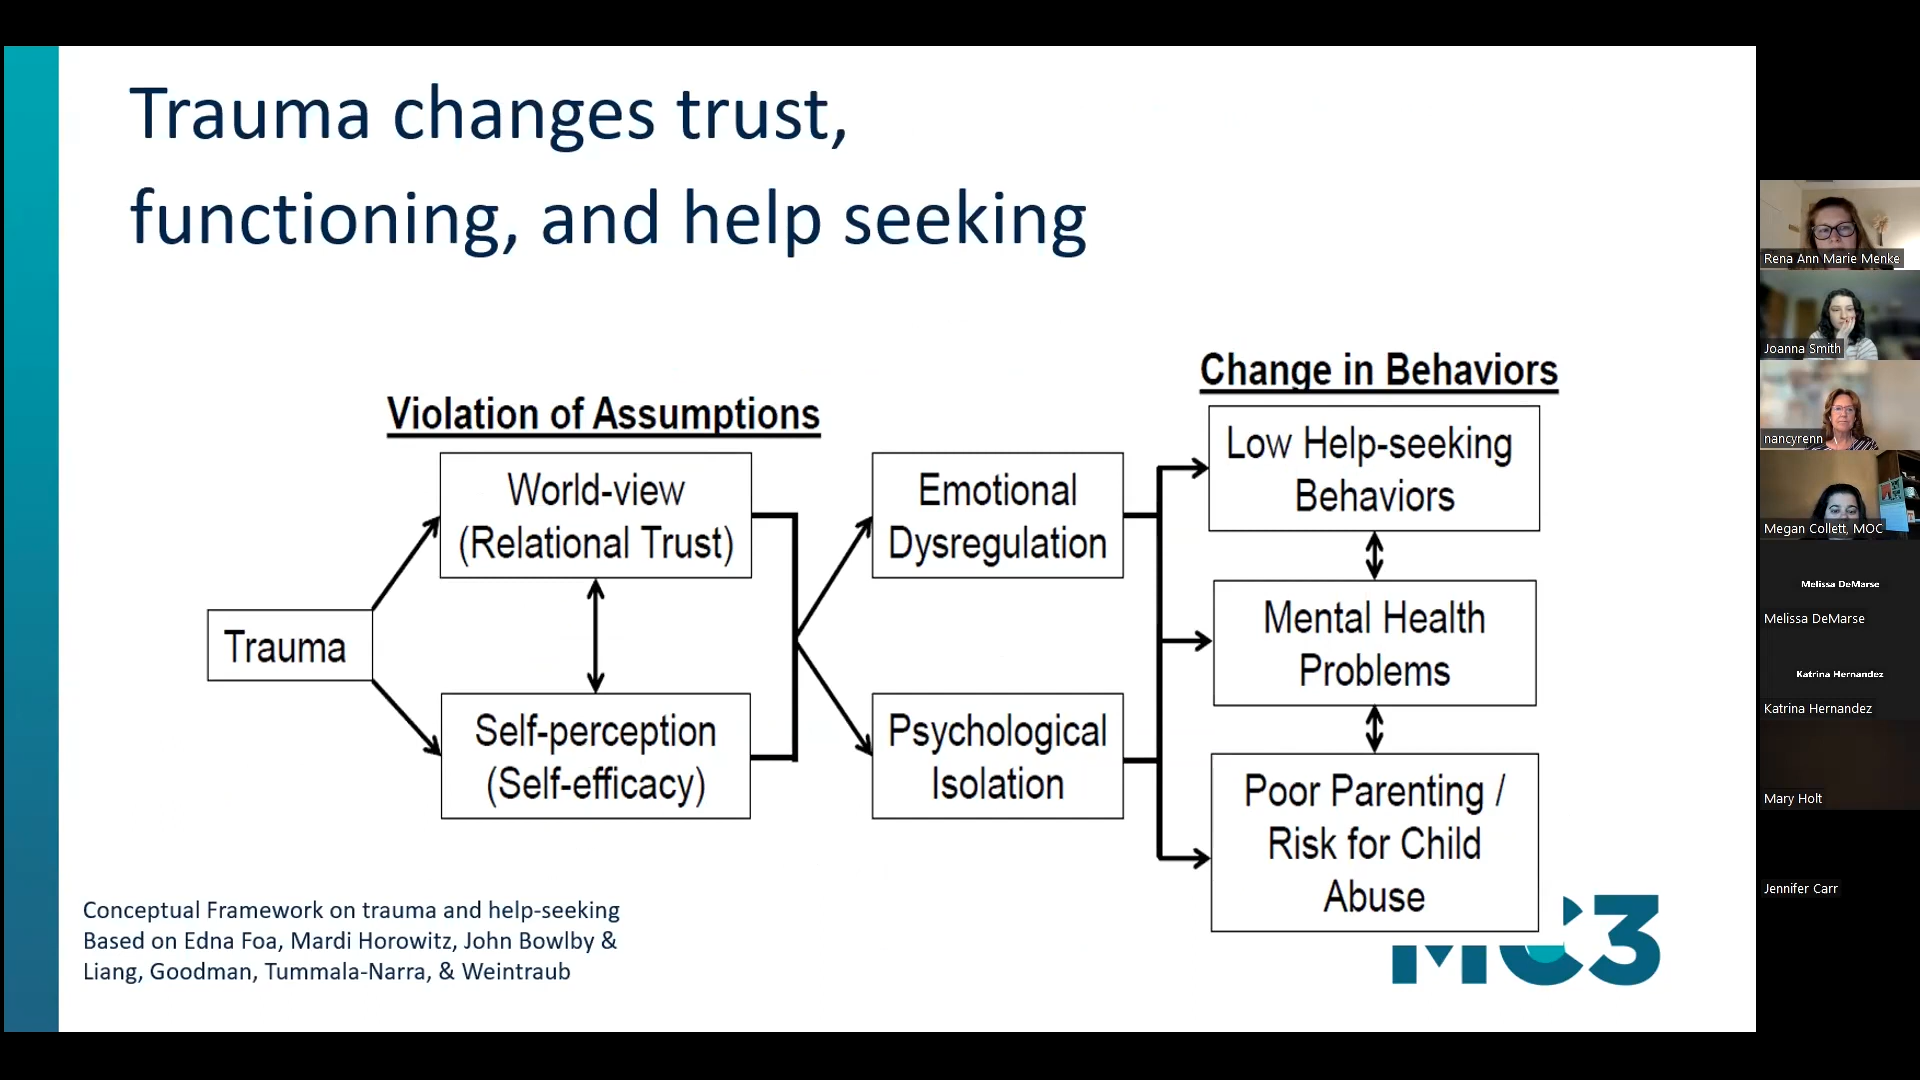 Trauma changes trust,
functioning, and help seeking
Violation of Assumptions
Change in Behaviors
World-view
(Relational Trust)
Emotional
Dysregulation
Low Help-seeking
Behaviors
Trauma
Mental Health
Problems
Self-perception
(Self-efficacy)
Psychological
Isolation
Poor Parenting /
Risk for Child
Abuse
Conceptual Framework on trauma and help-seeking
Based on Edna Foa, Mardi Horowitz, John Bowlby &
Liang, Goodman, Tummala-Narra, & Weintraub
MC3
Rena Ann Marie Menke
Joanna Smith
nancyrenn
Megan Collett, MOC
Melissa DeMarse
Melissa DeMarse
Katrina Hernandez
Katrina Hernandez
Mary Holt
Jennifer Carr